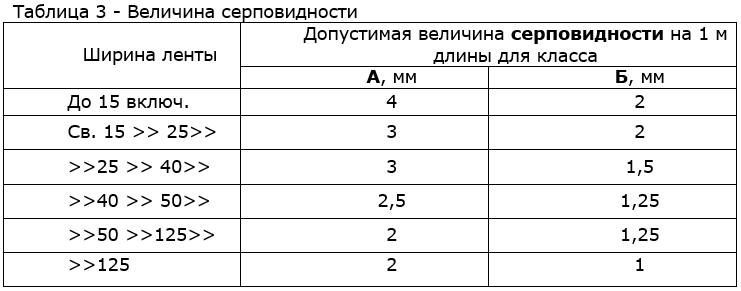 Таблица 3 - Величина серповидности
Ширина ленты
Допустимая величина серповидности на 1 м
длины для класса
А, мм Б, мм
До 15 включ. 4 2
Св. 15 >> 25>> 3 2
>>25 >> 40>> 3 1,5
>>40 >> 50>> 2,5 1,25
>>50 >>125>> 2 1,25
>>125 2 1